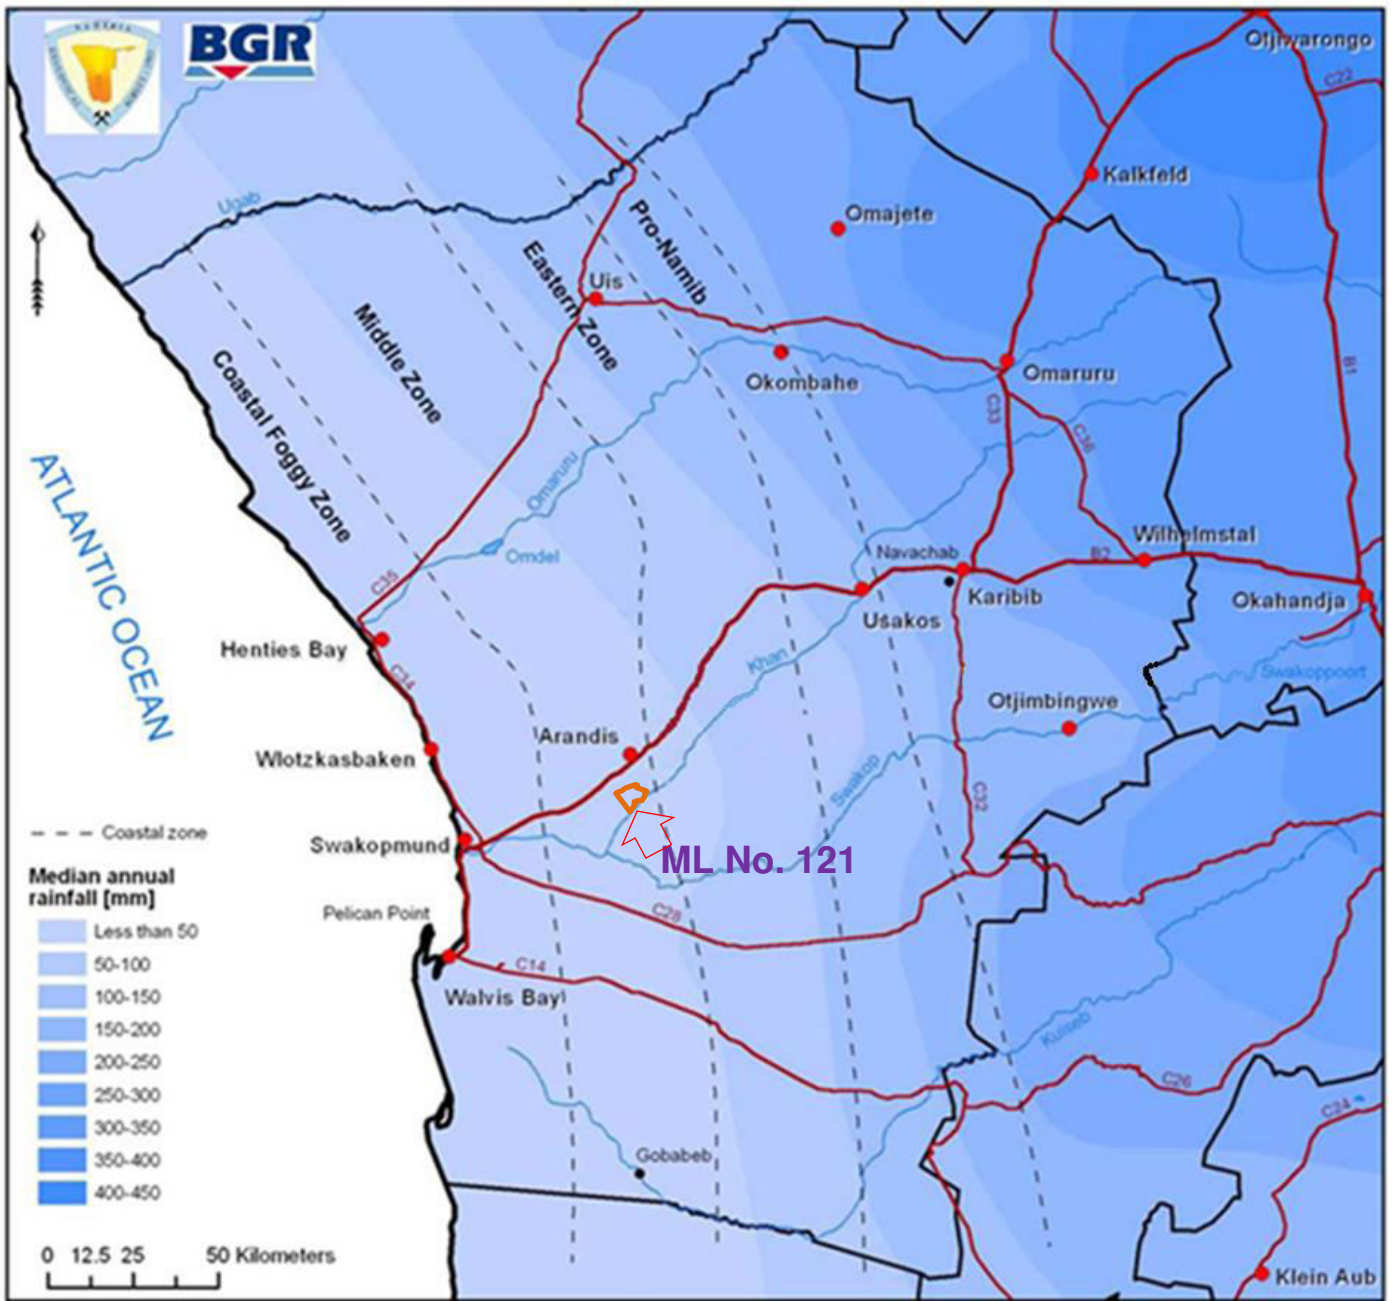 BGR
Otjiwarongo
C22
Kalkfeld
Omajete
Ugab
Pro-Namib
Eastern Zone
Uis
Middle Zone
Coastal Foggy Zone
B1
Okombahe
Omaruru
C33
C36
ATLANTIC OCEAN
Omaruru
Omdel
C35
Navachab
B2
Wilhelmstal
Karibib
Okahandja
Usakos
Henties Bay
C34
Khan
Swakoppoort
Otjimbingwe
Arandis
Wlotzkasbaken
Swakop
C32
Coastal zone
Swakopmund
ML No. 121
Median annual
rainfall [mm]
Less than 50
50-100
100-150
150-200
200-250
250-300
300-350
350-400
400-450
Pelican Point
C28
C14
Walvis Bay
Kuiseb
C26
C24
Gobabeb
0 12.5 25 50 Kilometers
Klein Aub